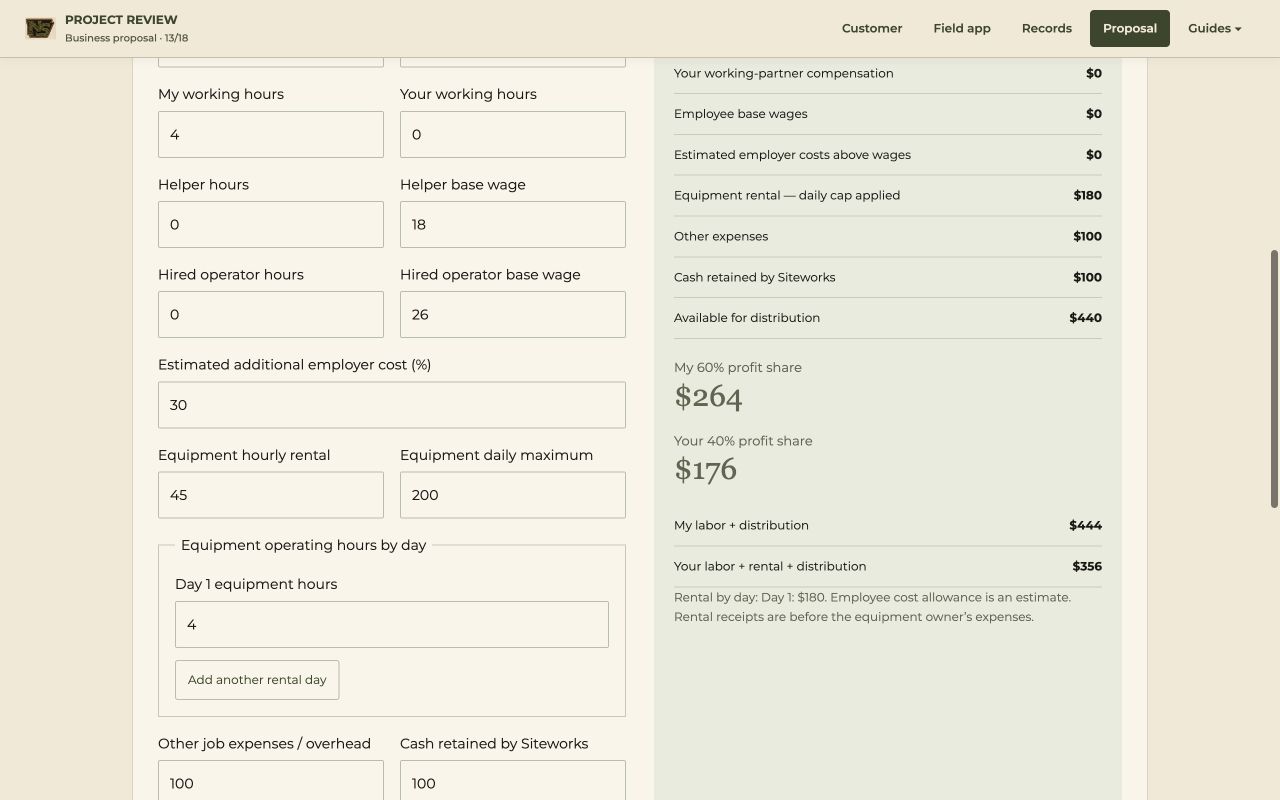 PROJECT REVIEW
Business proposal · 13/18
Customer
Field app
Records
Proposal
Guides
My working hours
Your working hours
4
0
Helper hours
Helper base wage
0
18
Hired operator hours
Hired operator base wage
0
26
Estimated additional employer cost (%)
30
Equipment hourly rental
Equipment daily maximum
45
200
Equipment operating hours by day
Day 1 equipment hours
4
Add another rental day
Other job expenses / overhead
Cash retained by Siteworks
100
100
Your working-partner compensation $0
Employee base wages $0
Estimated employer costs above wages $0
Equipment rental — daily cap applied $180
Other expenses $100
Cash retained by Siteworks $100
Available for distribution $440
My 60% profit share
$264
Your 40% profit share
$176
My labor + distribution $444
Your labor + rental + distribution $356
Rental by day: Day 1: $180. Employee cost allowance is an estimate.
Rental receipts are before the equipment owner’s expenses.